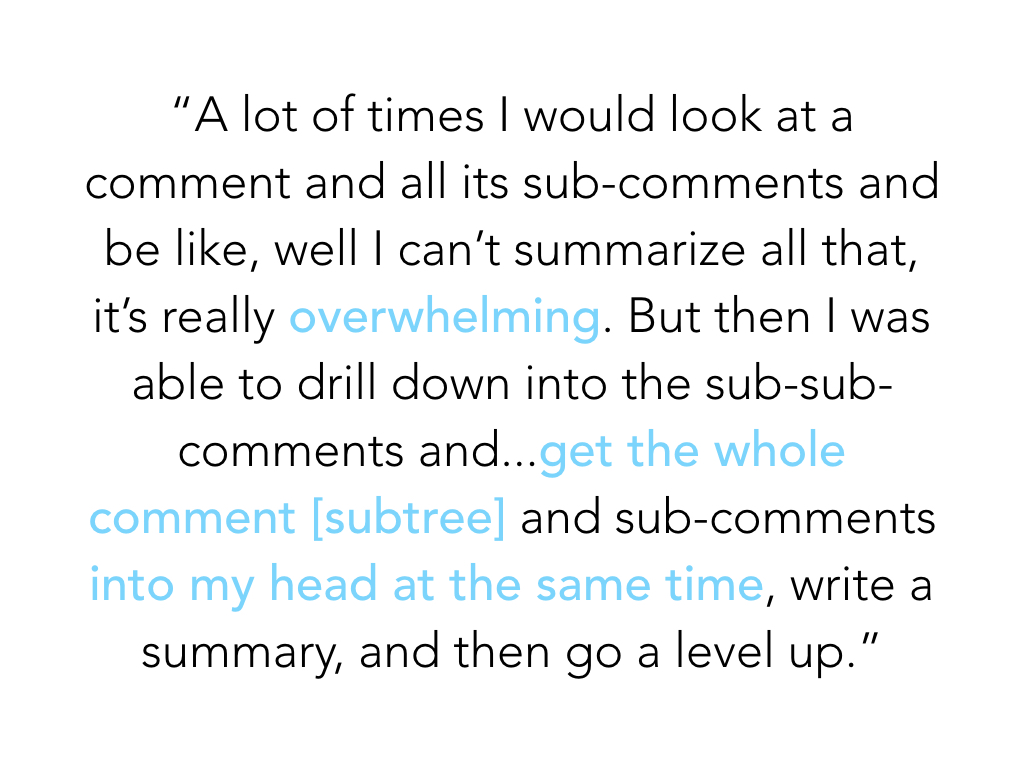 “A lot of times I would look at a
comment and all its sub-comments and
be like, well I can’t summarize all that,
it’s really overwhelming. But then I was
able to drill down into the sub-sub-
comments and...get the whole
comment [subtree] and sub-comments
into my head at the same time, write a
summary, and then go a level up.”